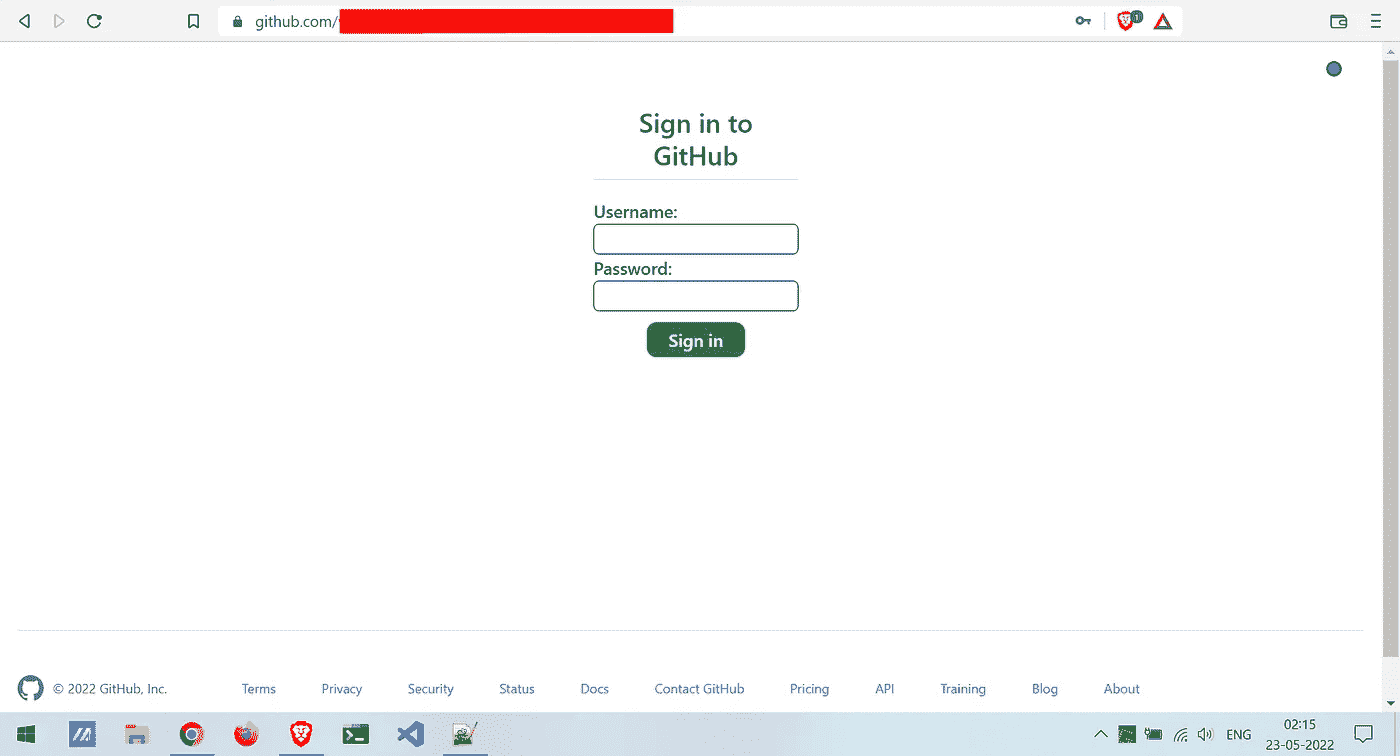 github.com/
1
Sign in to
GitHub
Username:
Password:
Sign in
© 2022 GitHub, Inc. Terms Privacy Security Status Docs Contact GitHub Pricing API Training Blog About
ENG
02:15
23-05-2022